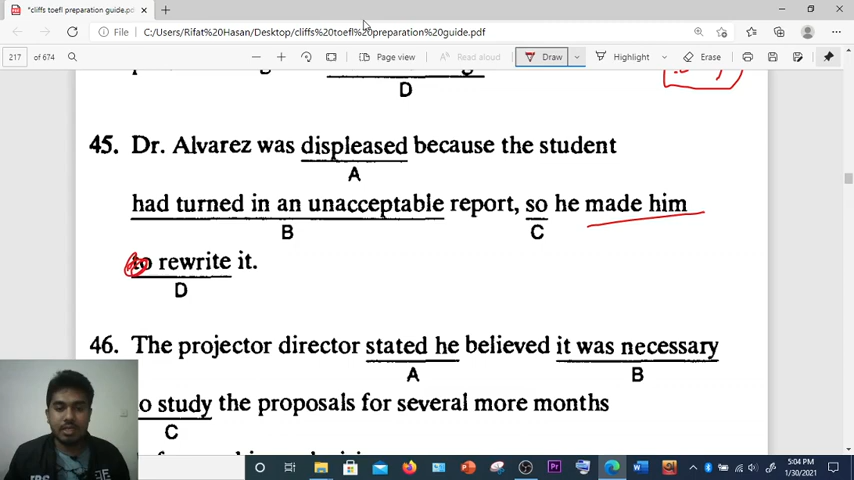 *cliffs toefl preparation guide.pd
File C:/Users/Rifat%20Hasan/Desktop/cliffs%20toefl%20preparation%20guide.pdf
217 of 674 Page view Read aloud Draw Highlight Erase
D
45. Dr. Alvarez was displeased because the student
A
had turned in an unacceptable report, so he made him
B C
to rewrite it.
D
46. The projector director stated he believed it was necessary
A B
o study the proposals for several more months
C
5:04 PM
1/30/2021